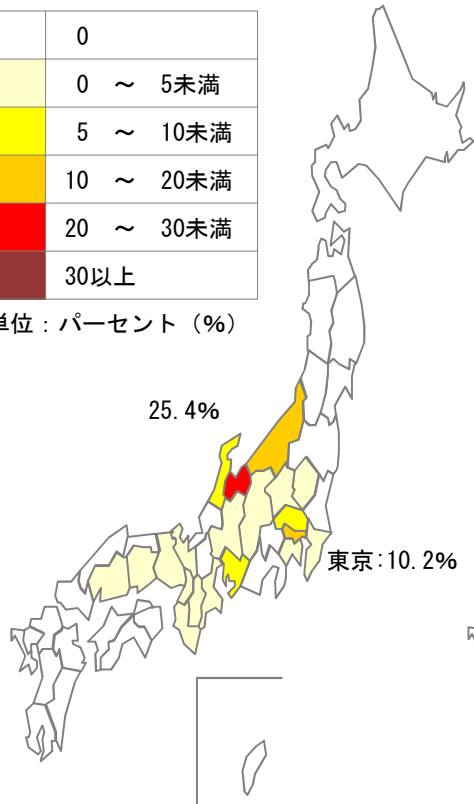 0
0 ～ 5未満
5 ～ 10未満
10 ～ 20未満
20 ～ 30未満
30以上
単位：パーセント（%）
25.4%
東京：10.2%